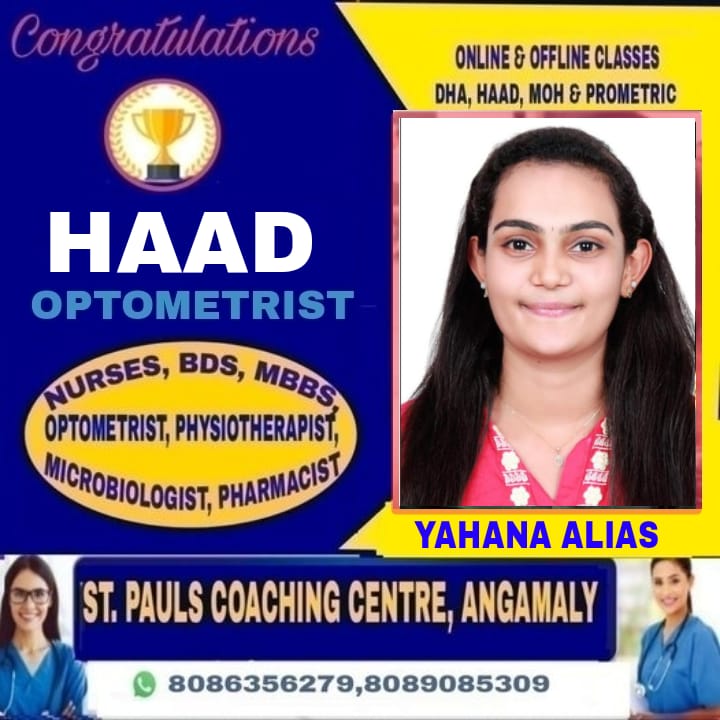 Congratulations
ONLINE & OFFLINE CLASSES
DHA, HAAD, MOH & PROMETRIC
HAAD
OPTOMETRIST
NURSES, BDS, MBBS,
OPTOMETRIST, PHYSIOTHERAPIST,
MICROBIOLOGIST, PHARMACIST
YAHANA ALIAS
ST. PAULS COACHING CENTRE, ANGAMALY
8086356279,8089085309